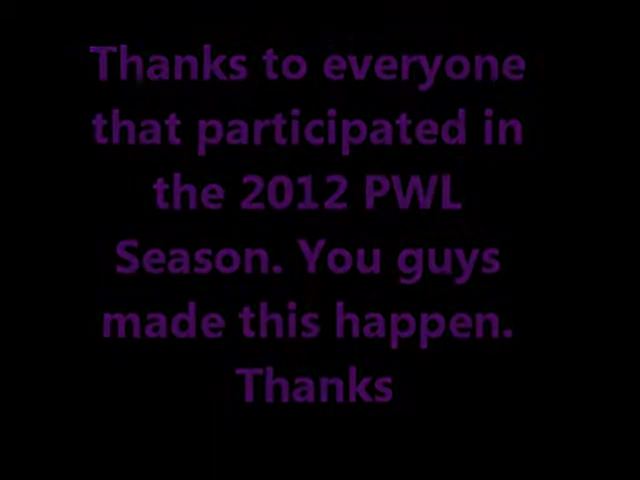 Thanks to everyone
that participated in
the 2012 PWL
Season. You guys
made this happen.
Thanks